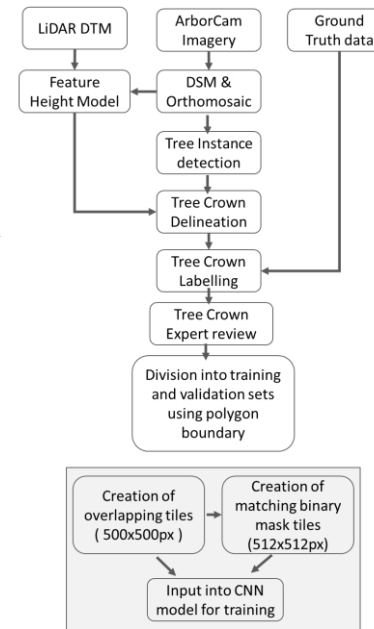 LiDAR DTM
ArborCam
Imagery
Ground
Truth data
Feature
Height Model
DSM &
Orthomosaic
Tree Instance
detection
Tree Crown
Delineation
Tree Crown
Labelling
Tree Crown
Expert review
Division into training
and validation sets
using polygon
boundary
Creation of
overlapping tiles
( 500x500px )
Creation of
matching binary
mask tiles
(512x512px)
Input into CNN
model for training